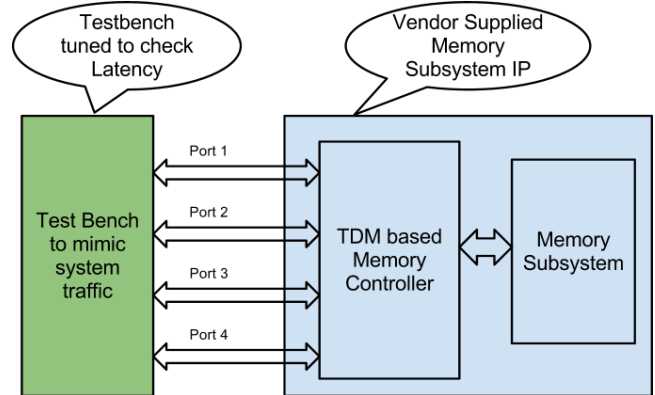 Testbench
tuned to check
Latency
Vendor Supplied
Memory
Subsystem IP
Test Bench
to mimic
system
traffic
Port 1
Port 2
Port 3
Port 4
TDM based
Memory
Controller
Memory
Subsystem